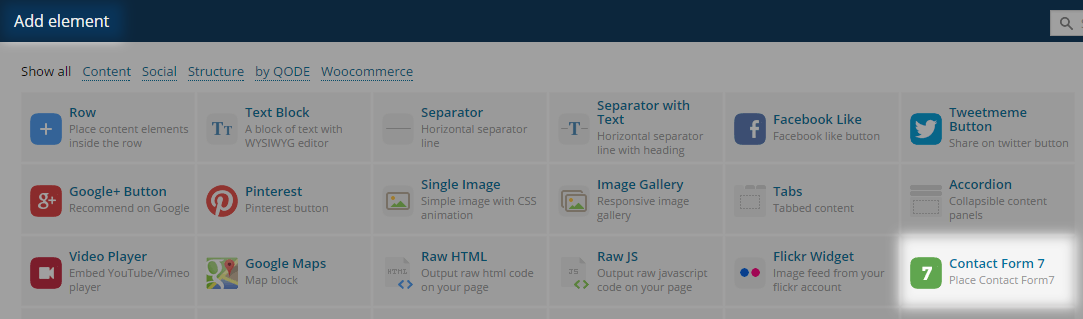 Add element
Show all Content Social Structure by QODE Woocommerce
Row
Place content elements
inside the row
Text Block
A block of text with
WYSIWYG editor
Separator
Horizontal separator
line
Separator with
Text
Horizontal separator
line with heading
Facebook Like
Facebook like button
Tweetmeme
Button
Share on twitter button
Google+ Button
Recommend on Google
Pinterest
Pinterest button
Single Image
Simple image with CSS
animation
Image Gallery
Responsive image
gallery
Tabs
Tabbed content
Accordion
Collapsible content
panels
Video Player
Embed YouTube/Vimeo
player
Google Maps
Map block
Raw HTML
Output raw html code
on your page
Raw JS
Output raw javascript
code on your page
Flickr Widget
Image feed from your
flickr account
Contact Form 7
Place Contact Form7